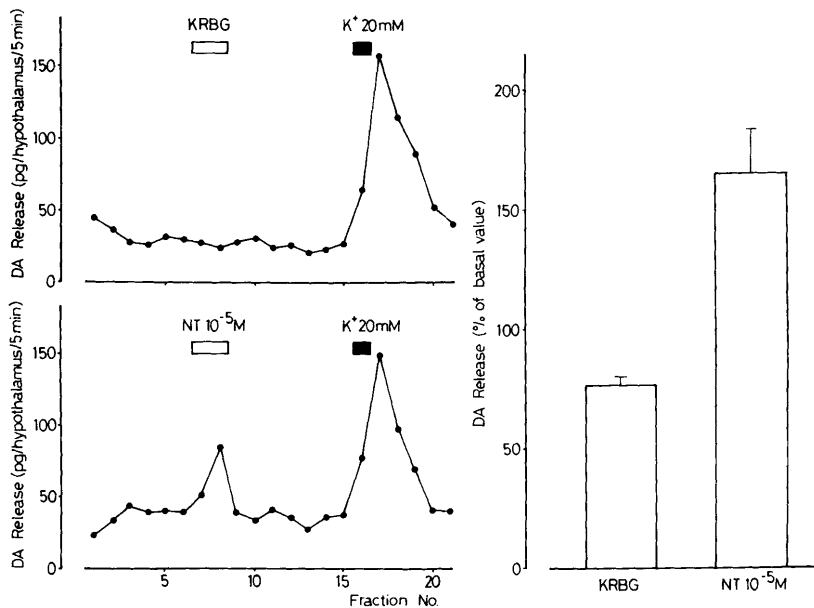 KRBG
K⁺ 20mM
DA Release (pg/hypothalamus/5min)
150
100
50
0
NT 10⁻⁵M
K⁺ 20mM
DA Release (pg/hypothalamus/5min)
150
100
50
0
5
10
15
20
Fraction No.
DA Release (% of basal value)
200
150
100
50
0
KRBG
NT 10⁻⁵M